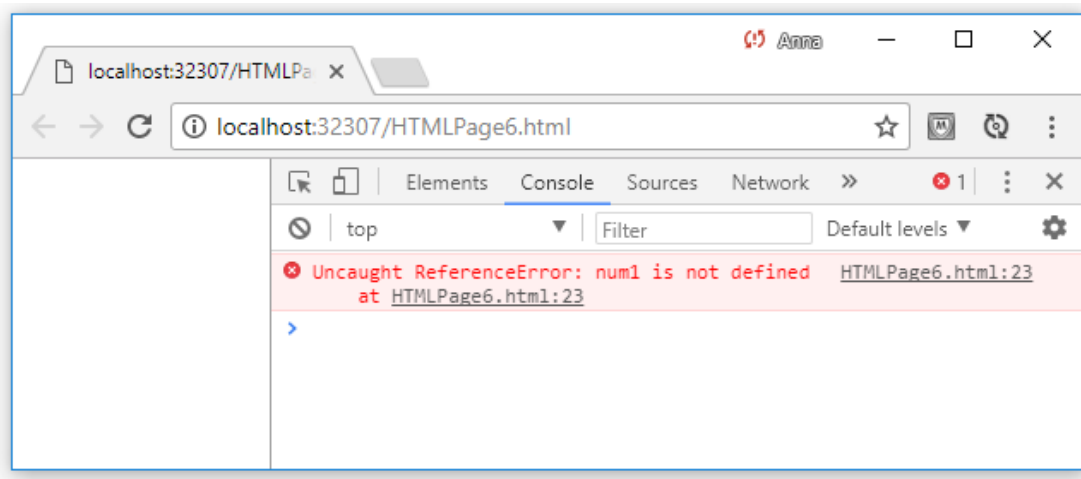 Anna
localhost:32307/HTMLPa
localhost:32307/HTMLPage6.html
Elements Console Sources Network » 1
top Filter Default levels
Uncaught ReferenceError: num1 is not defined HTMLPage6.html:23
at HTMLPage6.html:23